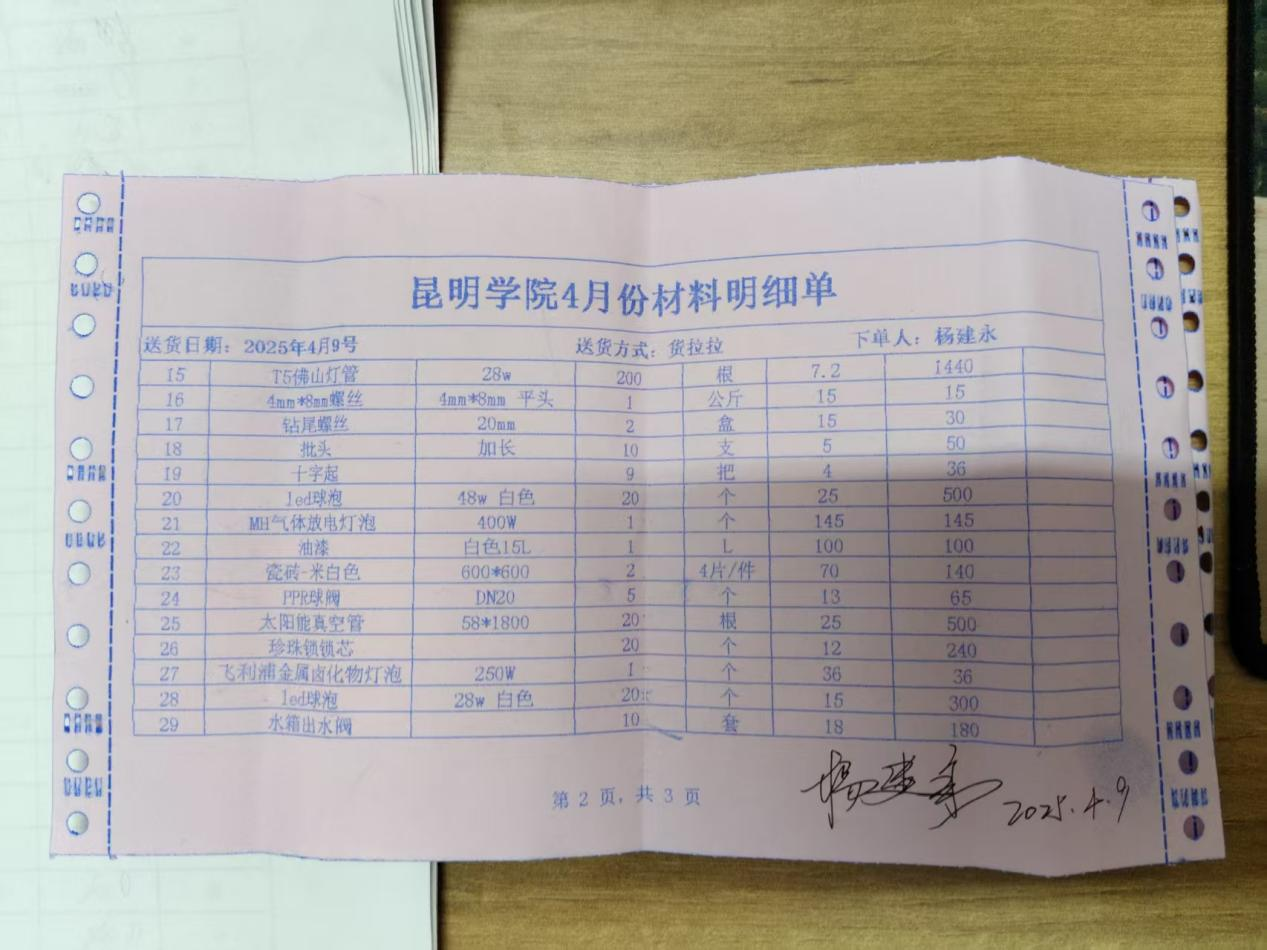 昆明学院4月份材料明细单
送货日期：2025年4月9号 送货方式：货拉拉 下单人：杨建永
15 T5佛山灯管 28w 200 根 7.2 1440
16 4mm*8mm螺丝 4mm*8mm 平头 1 公斤 15 15
17 钻尾螺丝 20mm 2 盒 15 30
18 批头 加长 10 支 5 50
19 十字起 9 把 4 36
20 led球泡 48w 白色 20 个 25 500
21 MH气体放电灯泡 400W 1 个 145 145
22 油漆 白色15L 1 L 100 100
23 瓷砖-米白色 600*600 2 4片/件 70 140
24 PPR球阀 DN20 5 个 13 65
25 太阳能真空管 58*1800 20 根 25 500
26 珍珠锁锁芯 20 个 12 240
27 飞利浦金属卤化物灯泡 250W 1 个 36 36
28 led球泡 28w 白色 20 个 15 300
29 水箱出水阀 10 套 18 180
第 2 页，共 3 页
杨建永 2025.4.9